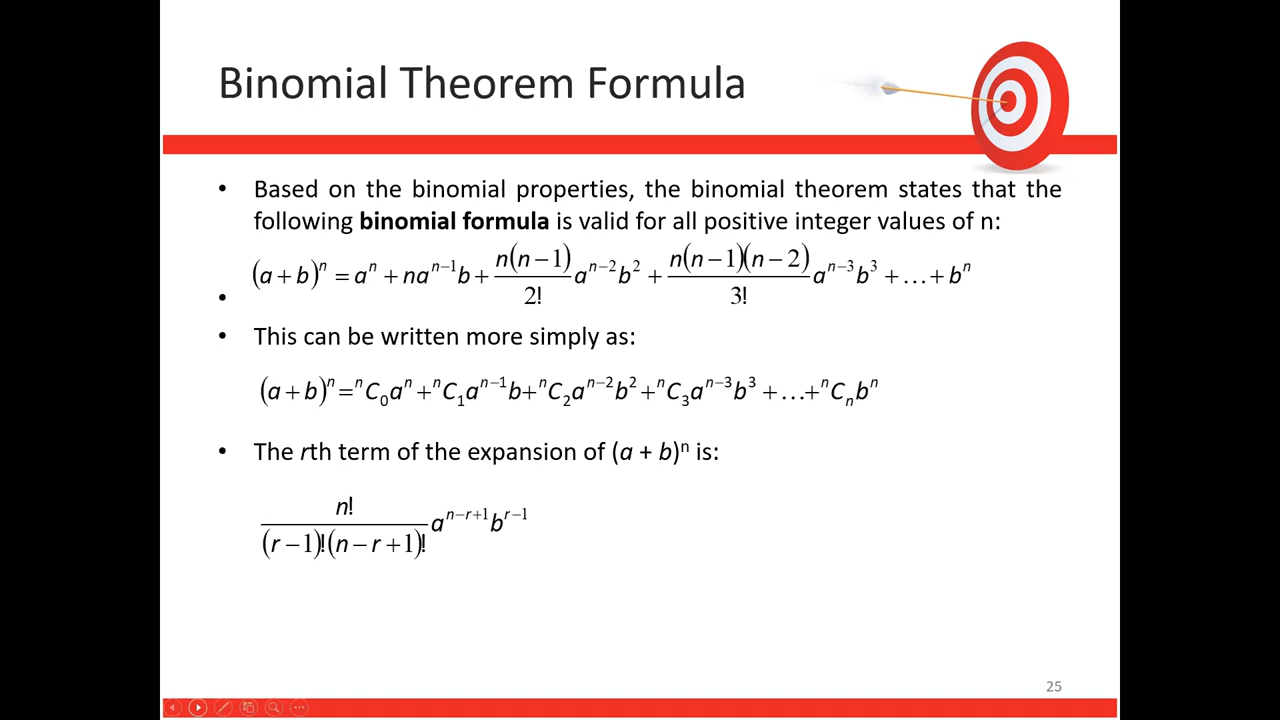 Binomial Theorem Formula
• Based on the binomial properties, the binomial theorem states that the
following binomial formula is valid for all positive integer values of n:
• (a + b)ⁿ = aⁿ + naⁿ⁻¹b + n(n − 1)/2! aⁿ⁻²b² + n(n − 1)(n − 2)/3! aⁿ⁻³b³ + … + bⁿ
• This can be written more simply as:
(a + b)ⁿ = ⁿC₀aⁿ + ⁿC₁aⁿ⁻¹b + ⁿC₂aⁿ⁻²b² + ⁿC₃aⁿ⁻³b³ + … + ⁿCₙbⁿ
• The rth term of the expansion of (a + b)ⁿ is:
n!/(r − 1)!(n − r + 1)! aⁿ⁻ʳ⁺¹bʳ⁻¹
25